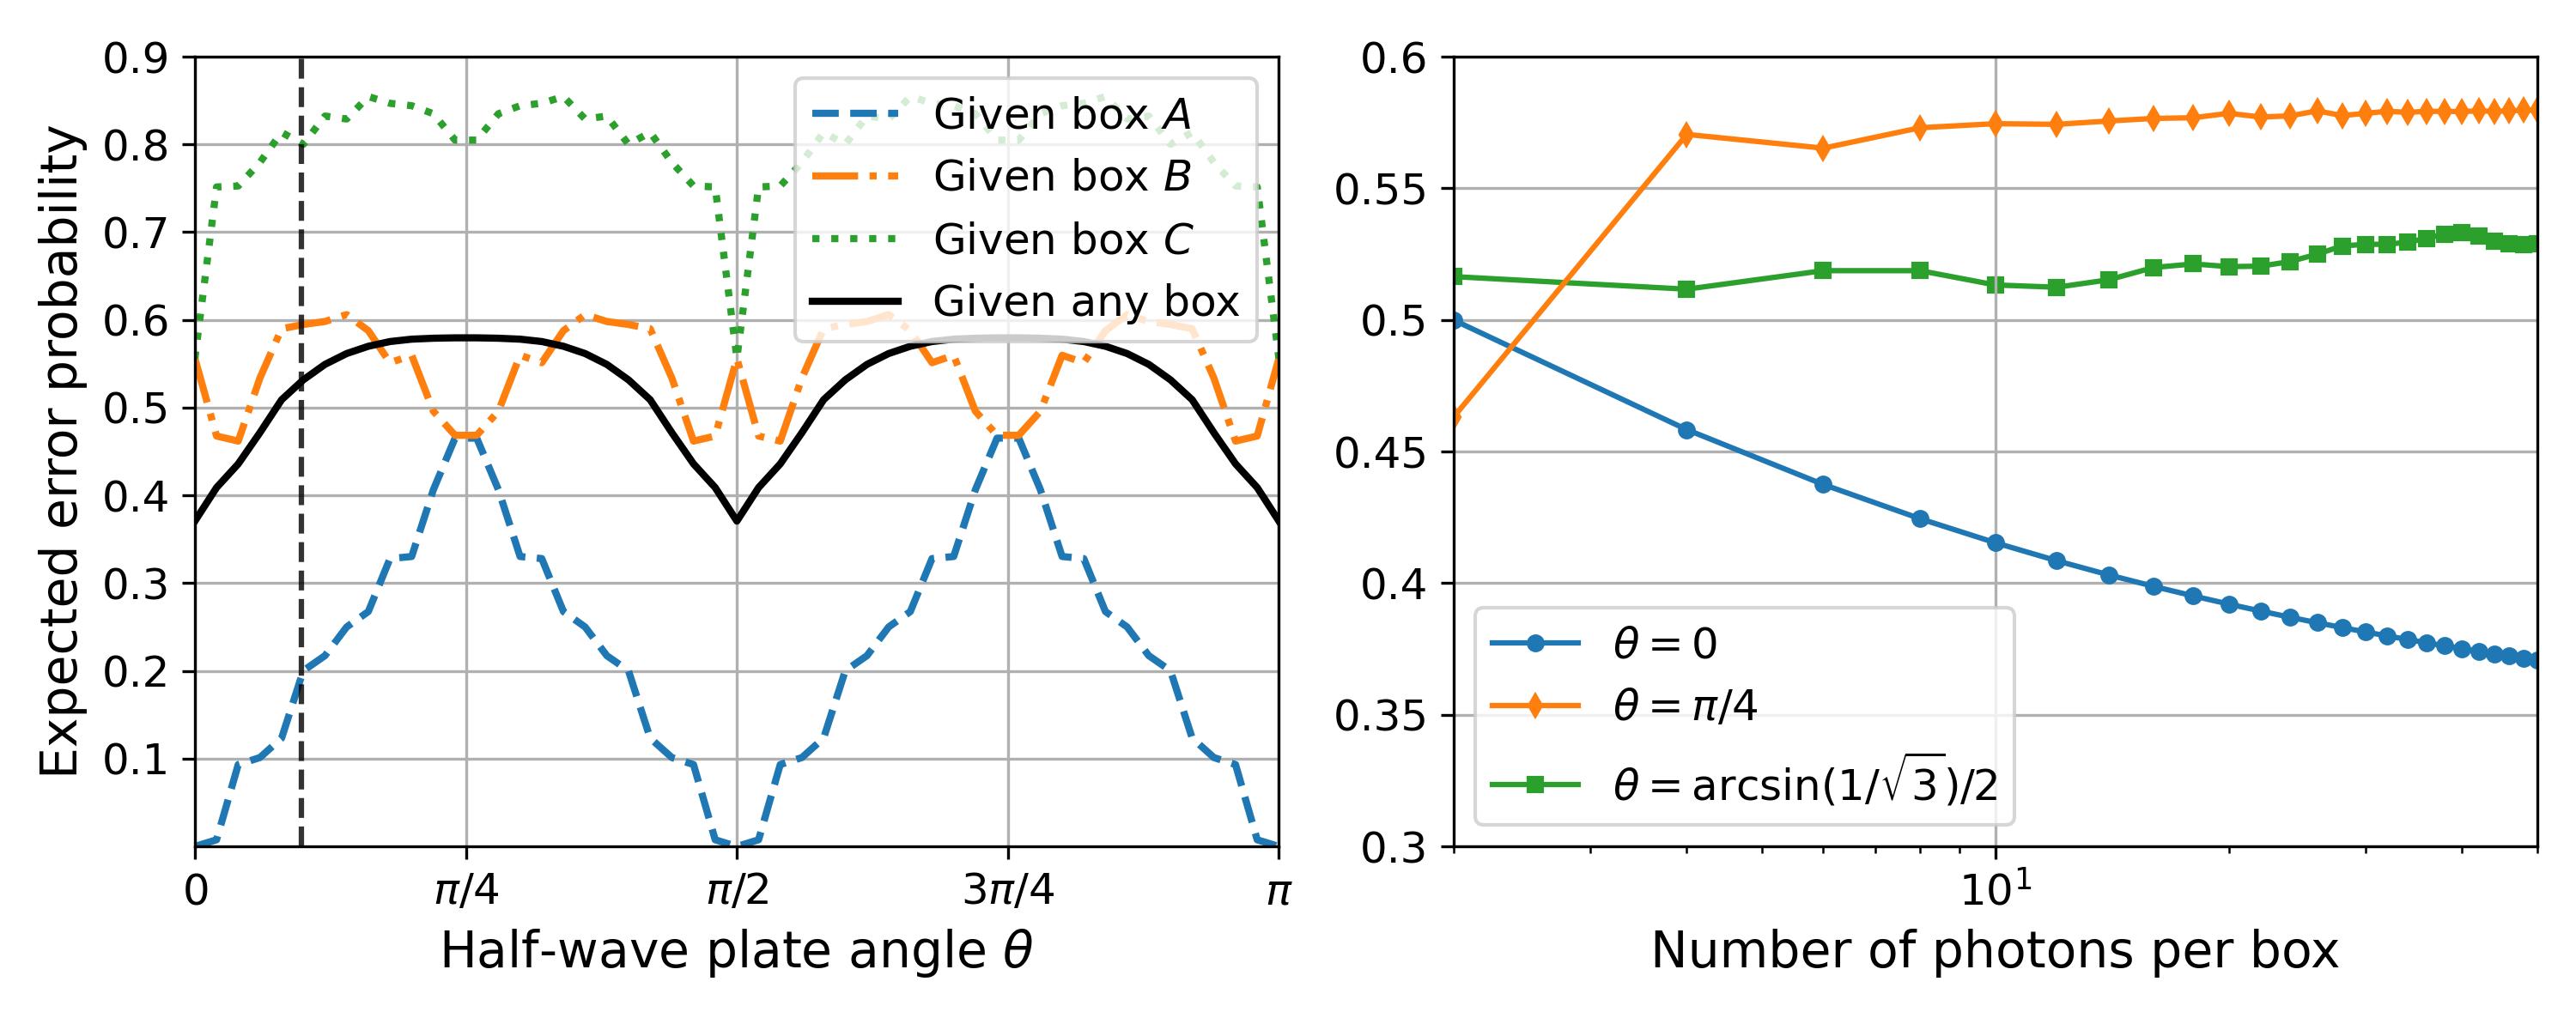 Expected error probability
0.9
0.8
0.7
0.6
0.5
0.4
0.3
0.2
0.1
0
π/4
π/2
3π/4
π
Half-wave plate angle θ
Given box A
Given box B
Given box C
Given any box
0.6
0.55
0.5
0.45
0.4
0.35
0.3
10¹
Number of photons per box
θ = 0
θ = π/4
θ = arcsin(1/√3)/2